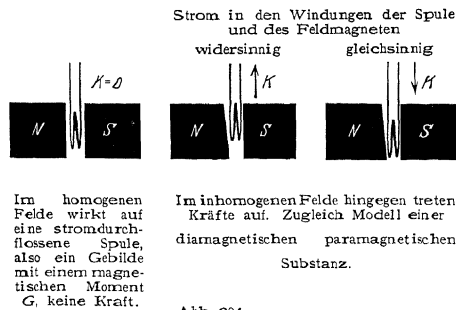 Strom in den Windungen der Spule
und des Feldmagneten
widersinnig gleichsinnig
K=0 K K
N S N S N S
Im homogenen
Felde wirkt auf
eine stromdurch-
flossene Spule,
also ein Gebilde
mit einem magne-
tischen Moment
G, keine Kraft.
Im inhomogenen Felde hingegen treten
Kräfte auf. Zugleich Modell einer
diamagnetischen paramagnetischen
Substanz.